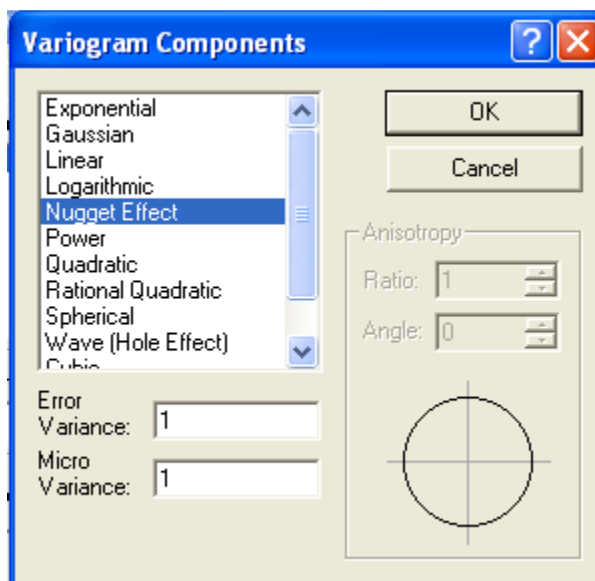 Variogram Components
Exponential
Gaussian
Linear
Logarithmic
Nugget Effect
Power
Quadratic
Rational Quadratic
Spherical
Wave (Hole Effect)
Cubic
Error
Variance: 1
Micro
Variance: 1
OK
Cancel
Anisotropy
Ratio: 1
Angle: 0